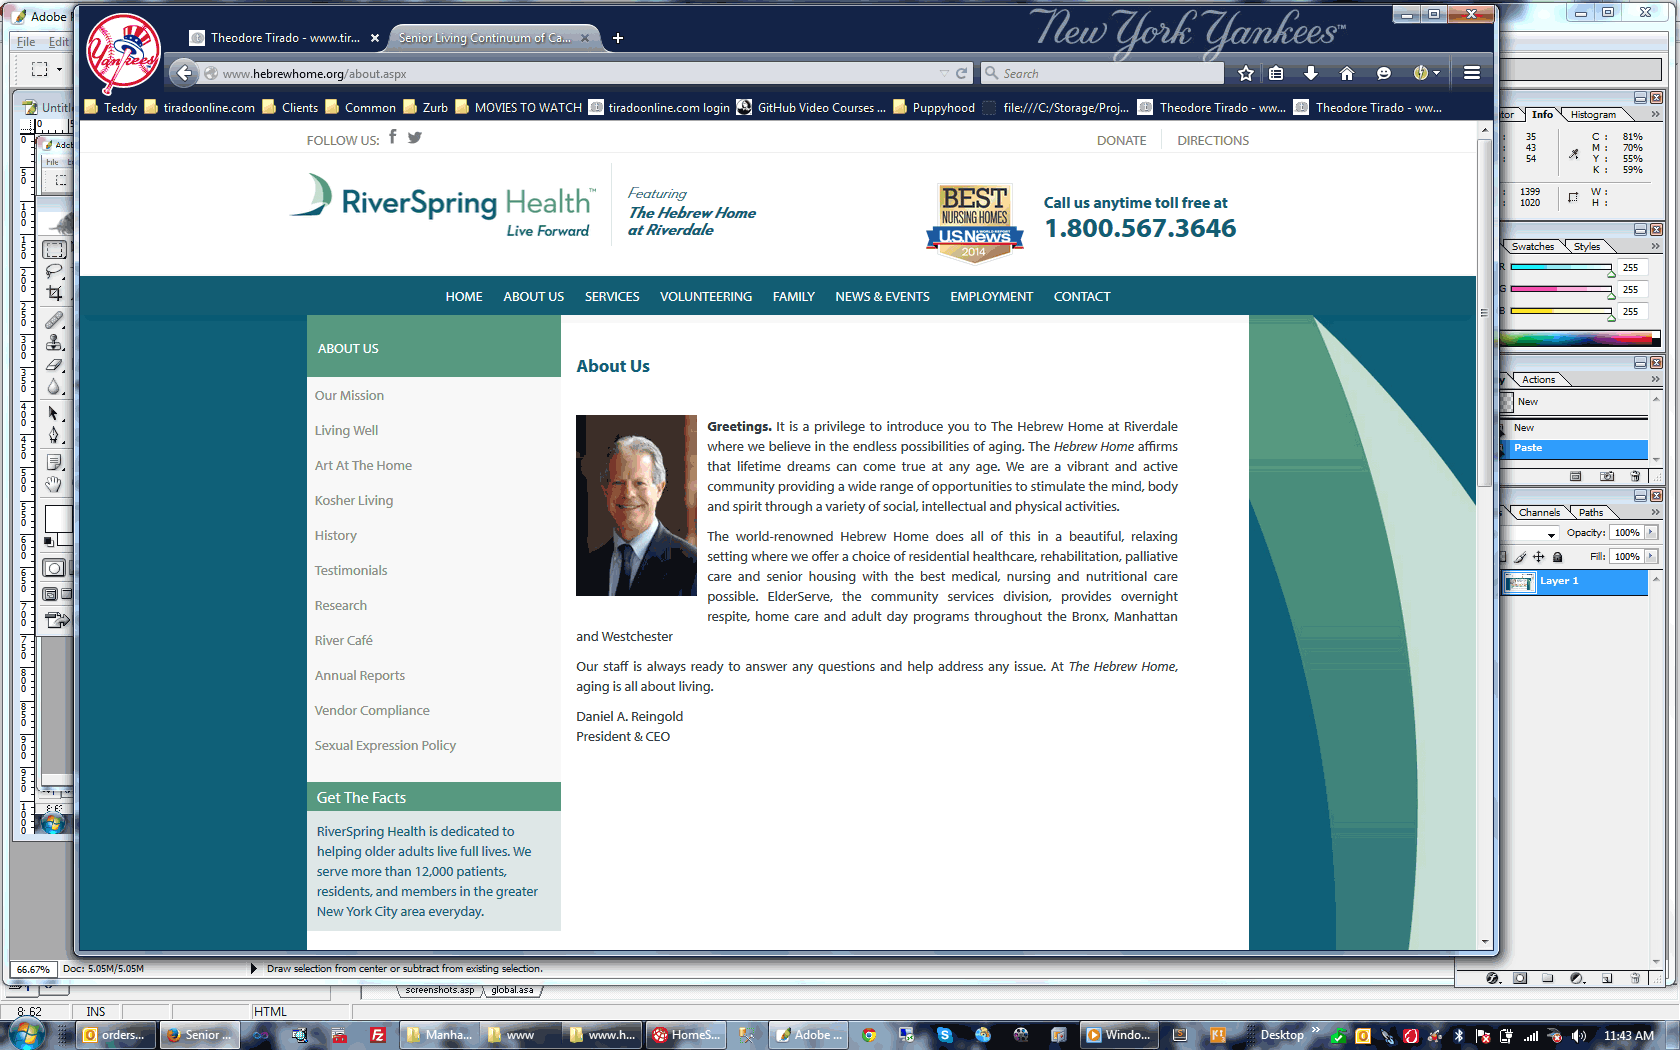 Adobe
File Edit
Yankees
Theodore Tirado - www.tir...
Senior Living Continuum of Ca...
New York Yankees™
www.hebrewhome.org/about.aspx
Search
Teddy
tiradoonline.com
Clients
Common
Zurb
MOVIES TO WATCH
tiradoonline.com login
GitHub Video Courses ...
Puppyhood
file:///C:/Storage/Proj...
Theodore Tirado - ww...
Theodore Tirado - ww...
FOLLOW US:
DONATE
DIRECTIONS
RiverSpring Health™
Live Forward
Featuring
The Hebrew Home
at Riverdale
BEST
NURSING HOMES
U.S.News
2014
Call us anytime toll free at
1.800.567.3646
HOME ABOUT US SERVICES VOLUNTEERING FAMILY NEWS & EVENTS EMPLOYMENT CONTACT
ABOUT US
Our Mission
Living Well
Art At The Home
Kosher Living
History
Testimonials
Research
River Café
Annual Reports
Vendor Compliance
Sexual Expression Policy
Get The Facts
RiverSpring Health is dedicated to
helping older adults live full lives. We
serve more than 12,000 patients,
residents, and members in the greater
New York City area everyday.
About Us
Greetings. It is a privilege to introduce you to The Hebrew Home at Riverdale
where we believe in the endless possibilities of aging. The Hebrew Home affirms
that lifetime dreams can come true at any age. We are a vibrant and active
community providing a wide range of opportunities to stimulate the mind, body
and spirit through a variety of social, intellectual and physical activities.
The world-renowned Hebrew Home does all of this in a beautiful, relaxing
setting where we offer a choice of residential healthcare, rehabilitation, palliative
care and senior housing with the best medical, nursing and nutritional care
possible. ElderServe, the community services division, provides overnight
respite, home care and adult day programs throughout the Bronx, Manhattan
and Westchester
Our staff is always ready to answer any questions and help address any issue. At The Hebrew Home,
aging is all about living.
Daniel A. Reingold
President & CEO
Info
Histogram
35
43
54
C : 81%
M : 70%
Y : 55%
K : 59%
1399
1020
W :
H :
Swatches
Styles
R 255
G 255
B 255
Actions
New
New
Paste
Channels
Paths
Opacity: 100%
Fill: 100%
Layer 1
66.67%
Doc: 5.05M/5.05M
Draw selection from center or subtract from existing selection.
screenshots.asp
global.asa
8: 62
INS
HTML
orders...
Senior ...
Manha...
www
www.h...
HomeS...
Adobe ...
Windo...
Desktop
11:43 AM